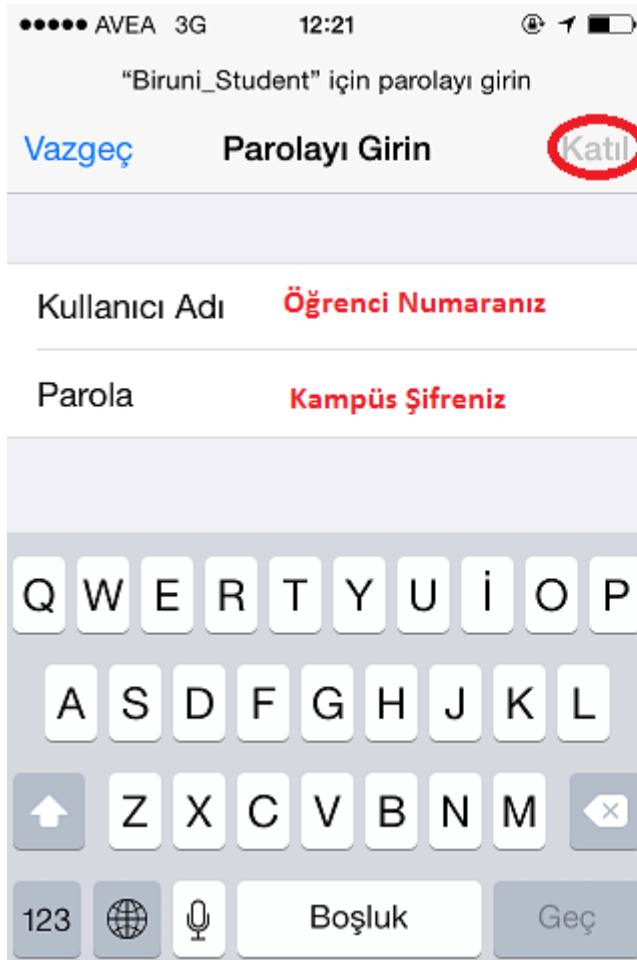 AVEA 3G 12:21
“Biruni_Student” için parolayı girin
Vazgeç Parolayı Girin Katıl
Kullanıcı Adı Öğrenci Numaranız
Parola Kampüs Şifreniz
Q W E R T Y U İ O P
A S D F G H J K L
Z X C V B N M
123 Boşluk Geç